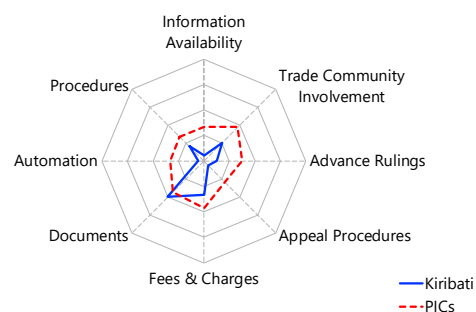 Information
Availability
Trade Community
Involvement
Procedures
Automation
Advance Rulings
Documents
Appeal Procedures
Fees & Charges
Kiribati
PICs